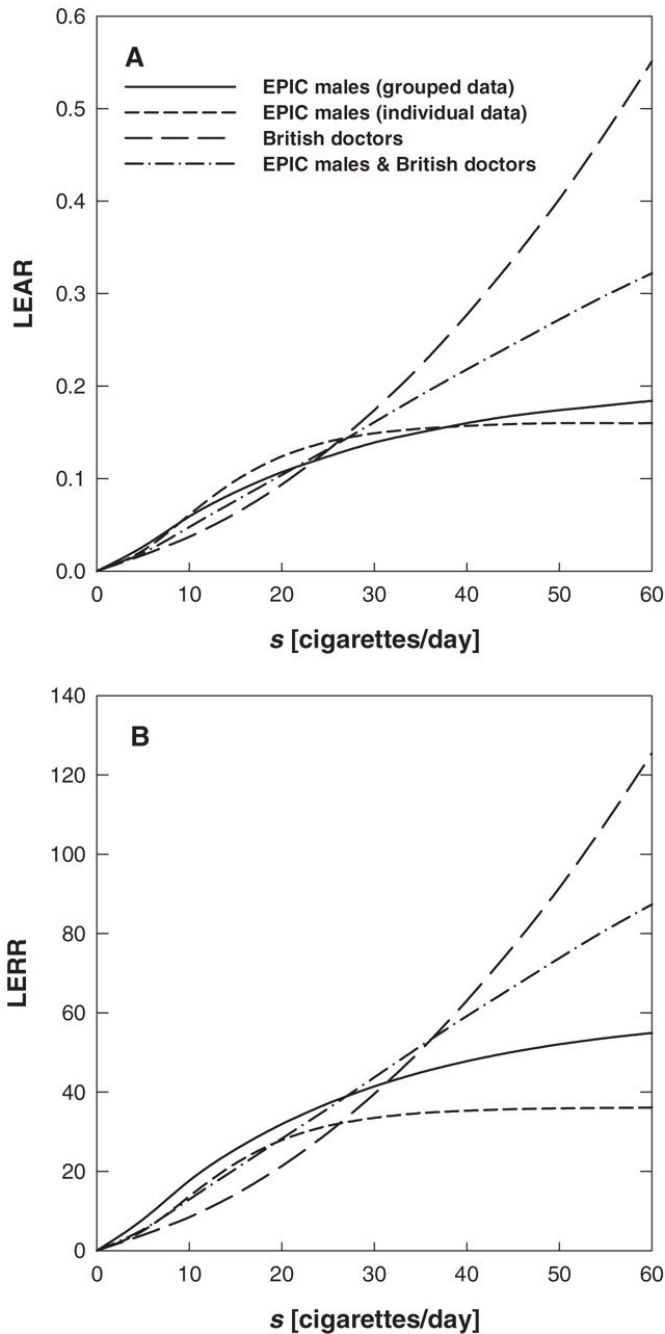 A
EPIC males (grouped data)
EPIC males (individual data)
British doctors
EPIC males & British doctors
0.6
0.5
0.4
0.3
0.2
0.1
0.0
LEAR
0 10 20 30 40 50 60
s [cigarettes/day]
B
140
120
100
80
60
40
20
0
LERR
0 10 20 30 40 50 60
s [cigarettes/day]